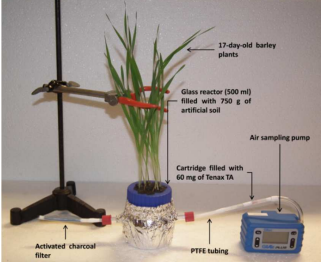 17-day-old barley
plants
Glass reactor (500 ml)
filled with 750 g of
artificial soil
Air sampling pump
Cartridge filled with
60 mg of Tenax TA
Activated charcoal
filter
PTFE tubing